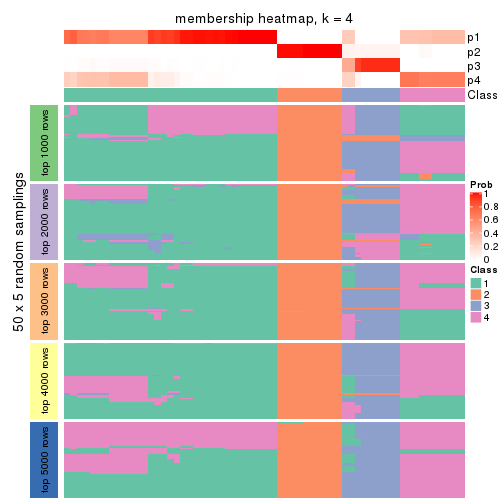 membership heatmap, k = 4
p1
p2
p3
p4
Class
50 x 5 random samplings
top 1000 rows
top 2000 rows
top 3000 rows
top 4000 rows
top 5000 rows
Prob
1
0.8
0.6
0.4
0.2
0
Class
1
2
3
4